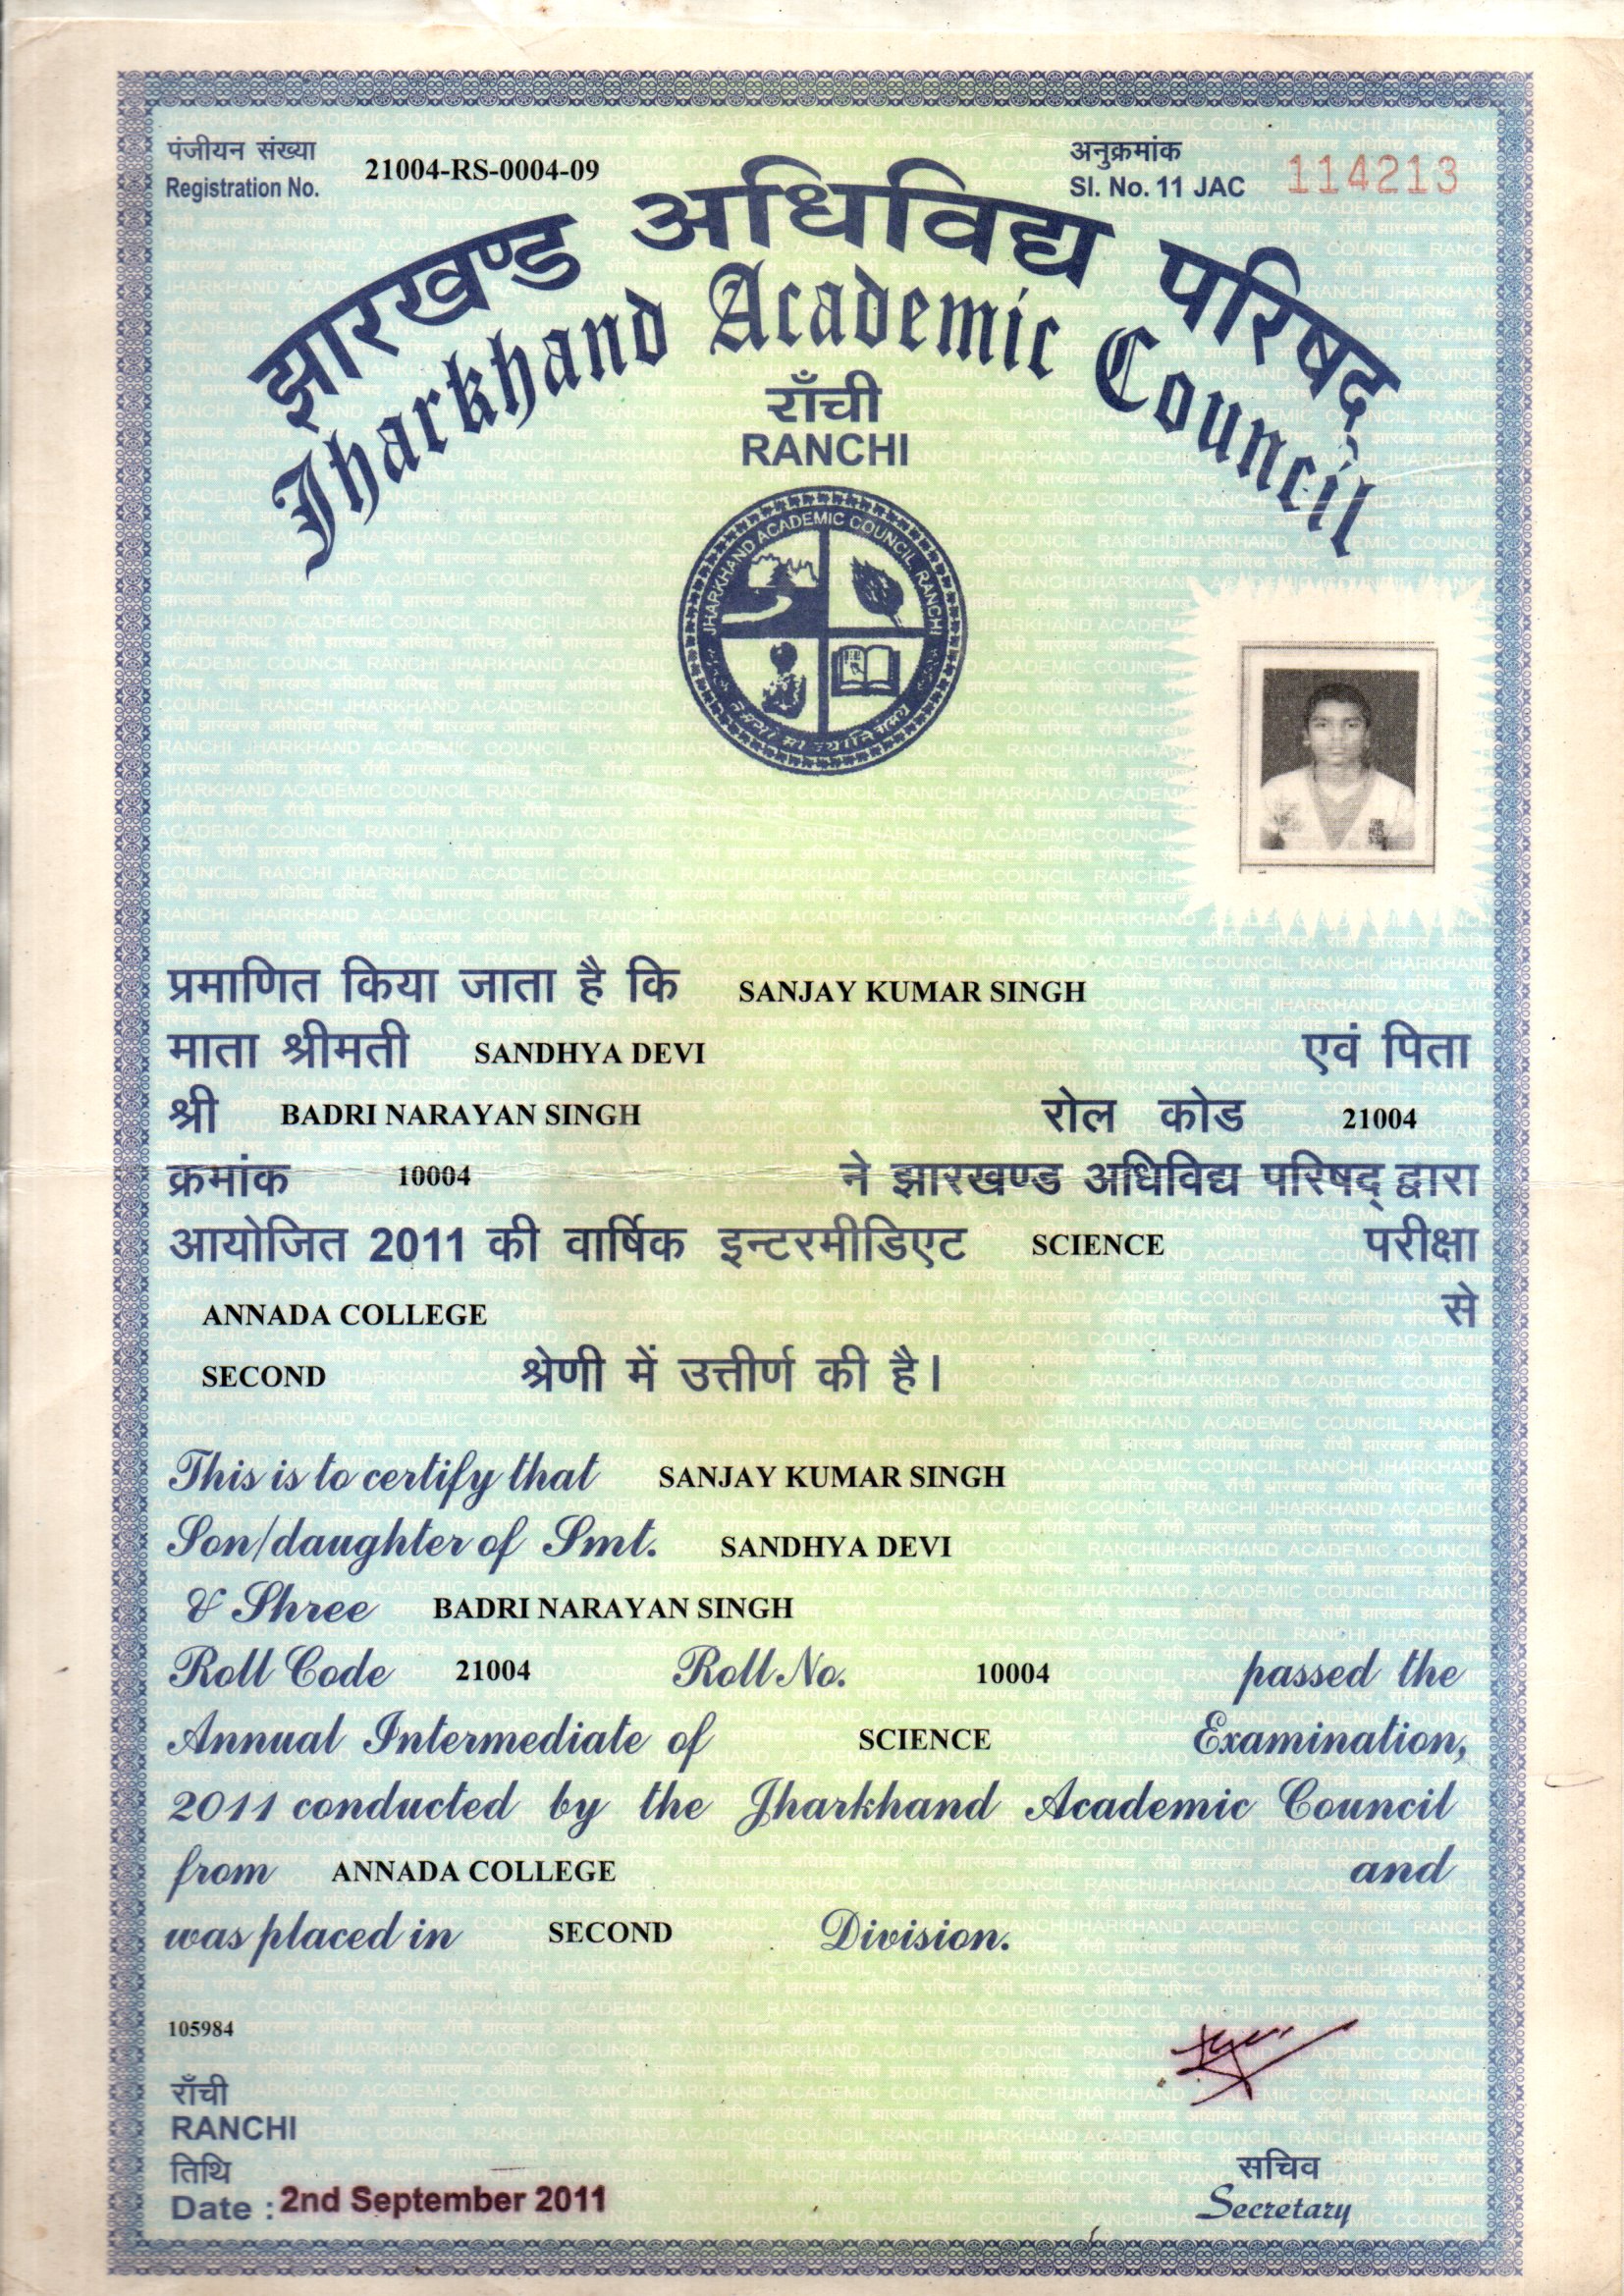 पंजीयन संख्या
Registration No. 21004-RS-0004-09
अनुक्रमांक
Sl. No. 11 JAC 114213
झारखण्ड अधिविद्य परिषद्
Jharkhand Academic Council
राँची
RANCHI
JHARKHAND ACADEMIC COUNCIL RANCHI
प्रमाणित किया जाता है कि SANJAY KUMAR SINGH
माता श्रीमती SANDHYA DEVI एवं पिता
श्री BADRI NARAYAN SINGH रोल कोड 21004
क्रमांक 10004 ने झारखण्ड अधिविद्य परिषद् द्वारा
आयोजित 2011 की वार्षिक इन्टरमीडिएट SCIENCE परीक्षा
ANNADA COLLEGE से
SECOND श्रेणी में उत्तीर्ण की है।
This is to certify that SANJAY KUMAR SINGH
Son/daughter of Smt. SANDHYA DEVI
& Shree BADRI NARAYAN SINGH
Roll Code 21004 Roll No. 10004 passed the
Annual Intermediate of SCIENCE Examination,
2011 conducted by the Jharkhand Academic Council
from ANNADA COLLEGE and
was placed in SECOND Division.
105984
राँची
RANCHI
तिथि
Date : 2nd September 2011
सचिव
Secretary